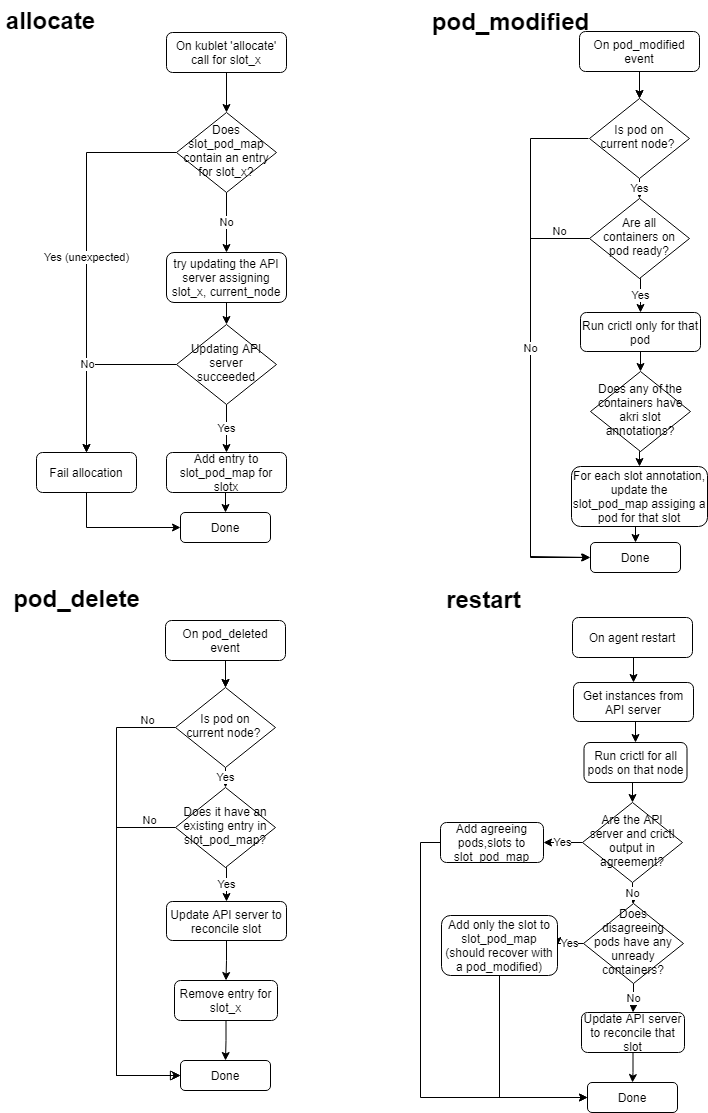 allocate
On kublet 'allocate'
call for slot_x
Does
slot_pod_map
contain an entry
for slot_x?
No
Yes (unexpected)
try updating the API
server assigning
slot_x, current_node
Updating API
server
succeeded
No
Yes
Fail allocation
Add entry to
slot_pod_map for
slotx
Done
pod_modified
On pod_modified
event
Is pod on
current node?
Yes
Are all
containers on
pod ready?
No
Yes
Run crictl only for that
pod
No
Does any of the
containers have
akri slot
annotations?
For each slot annotation,
update the
slot_pod_map assiging a
pod for that slot
Done
pod_delete
On pod_deleted
event
Is pod on
current node?
No
Yes
Does it have an
existing entry in
slot_pod_map?
No
Yes
Update API server to
reconcile slot
Remove entry for
slot_x
Done
restart
On agent restart
Get instances from
API server
Run crictl for all
pods on that node
Are the API
server and crictl
output in
agreement?
Yes
Add agreeing
pods,slots to
slot_pod_map
No
Does
disagreeing
pods have any
unready
containers?
Yes
Add only the slot to
slot_pod_map
(should recover with
a pod_modified)
No
Update API server
to reconcile that
slot
Done